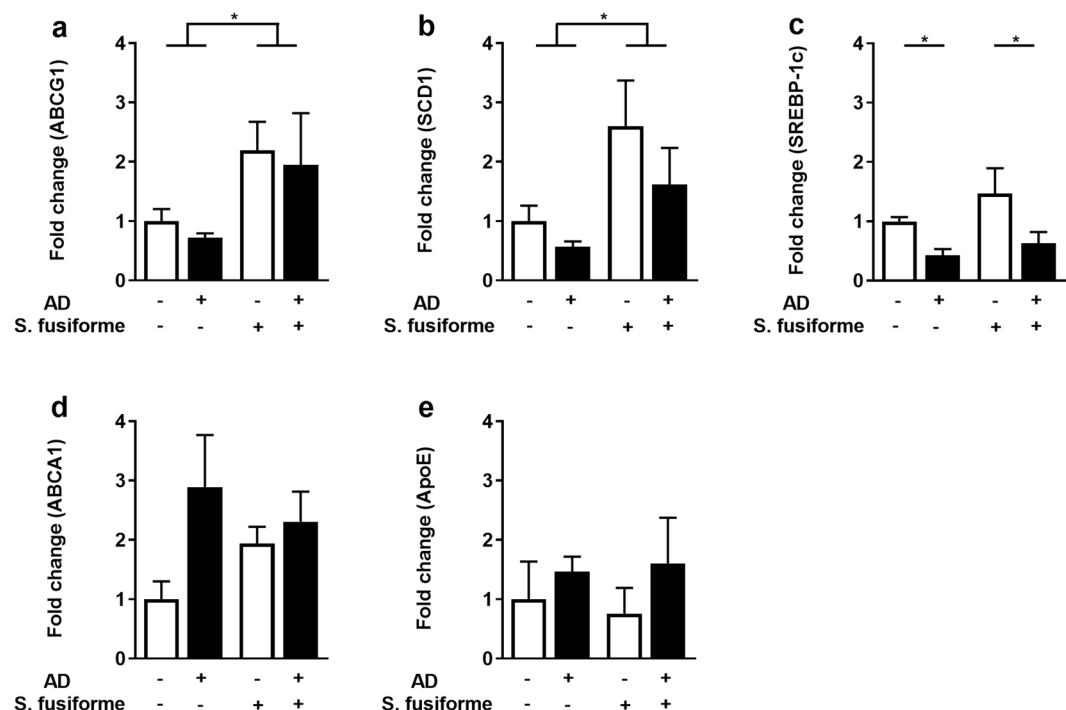 a
*
Fold change (ABCG1)
4
3
2
1
0
AD - + - +
S. fusiforme - - + +
b
*
Fold change (SCD1)
4
3
2
1
0
- + - +
- - + +
c
* *
Fold change (SREBP-1c)
4
3
2
1
0
- + - +
- - + +
AD
S. fusiforme
AD
S. fusiforme
d
Fold change (ABCA1)
4
3
2
1
0
AD - + - +
S. fusiforme - - + +
e
Fold change (ApoE)
4
3
2
1
0
AD - + - +
S. fusiforme - - + +